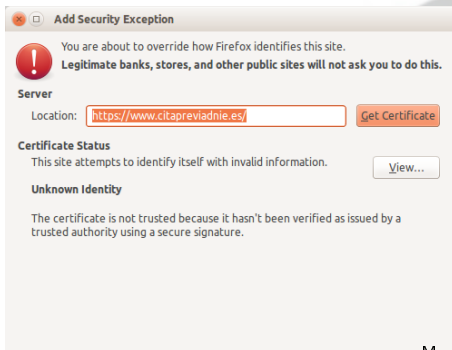 Add Security Exception
You are about to override how Firefox identifies this site.
Legitimate banks, stores, and other public sites will not ask you to do this.
Server
Location: https://www.citapreviadnie.es/ Get Certificate
Certificate Status
This site attempts to identify itself with invalid information. View...
Unknown Identity
The certificate is not trusted because it hasn't been verified as issued by a
trusted authority using a secure signature.